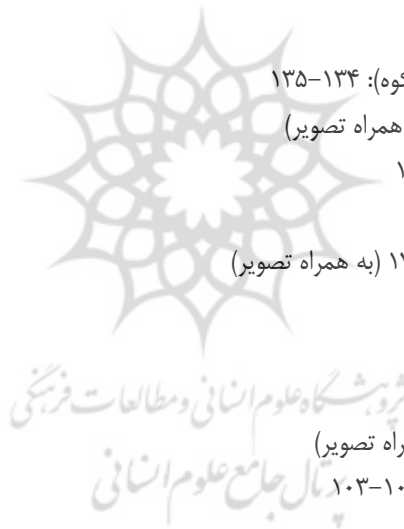 کوه): ۱۳۴-۱۳۵
همراه تصویر)
۱
۱۷ (به همراه تصویر)
پژوهشگاه علوم انسانی و مطالعات فرهنگی
راه تصویر)
۱۰۳-۱۰
پرتال جامع علوم انسانی